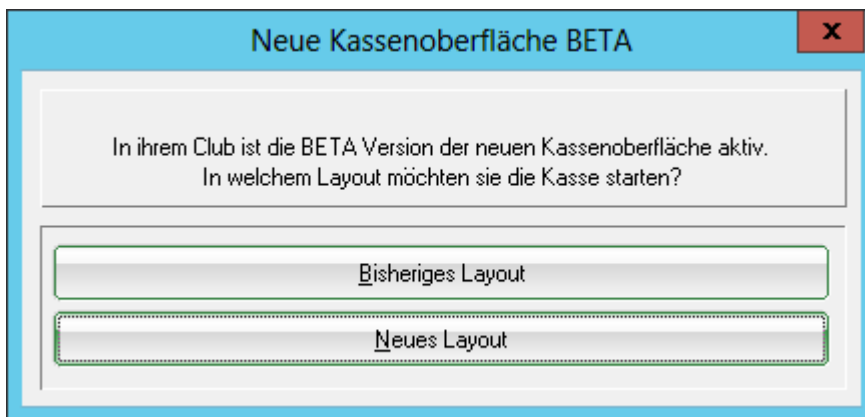 Neue Kassenoberfläche BETA
x
In ihrem Club ist die BETA Version der neuen Kassenoberfläche aktiv.
In welchem Layout möchten sie die Kasse starten?
Bisheriges Layout
Neues Layout